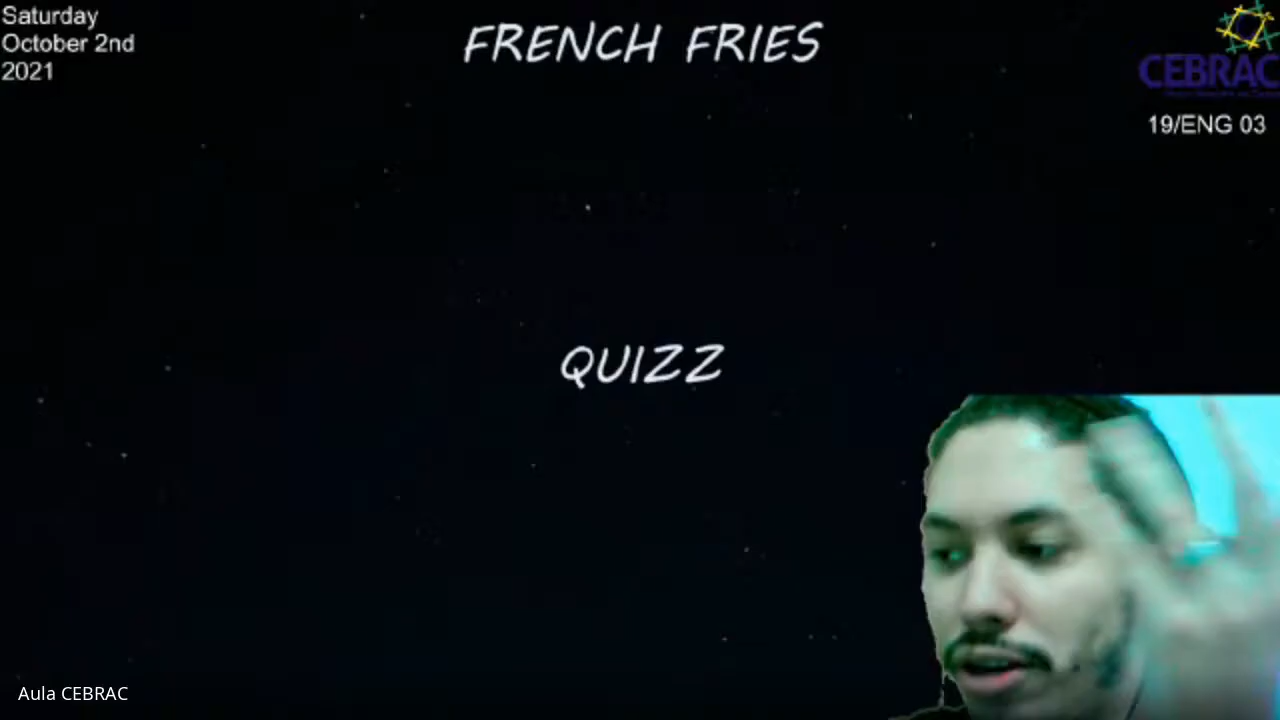 Saturday
October 2nd
2021
FRENCH FRIES
CEBRAC
19/ENG 03
QUIZZ
Aula CEBRAC